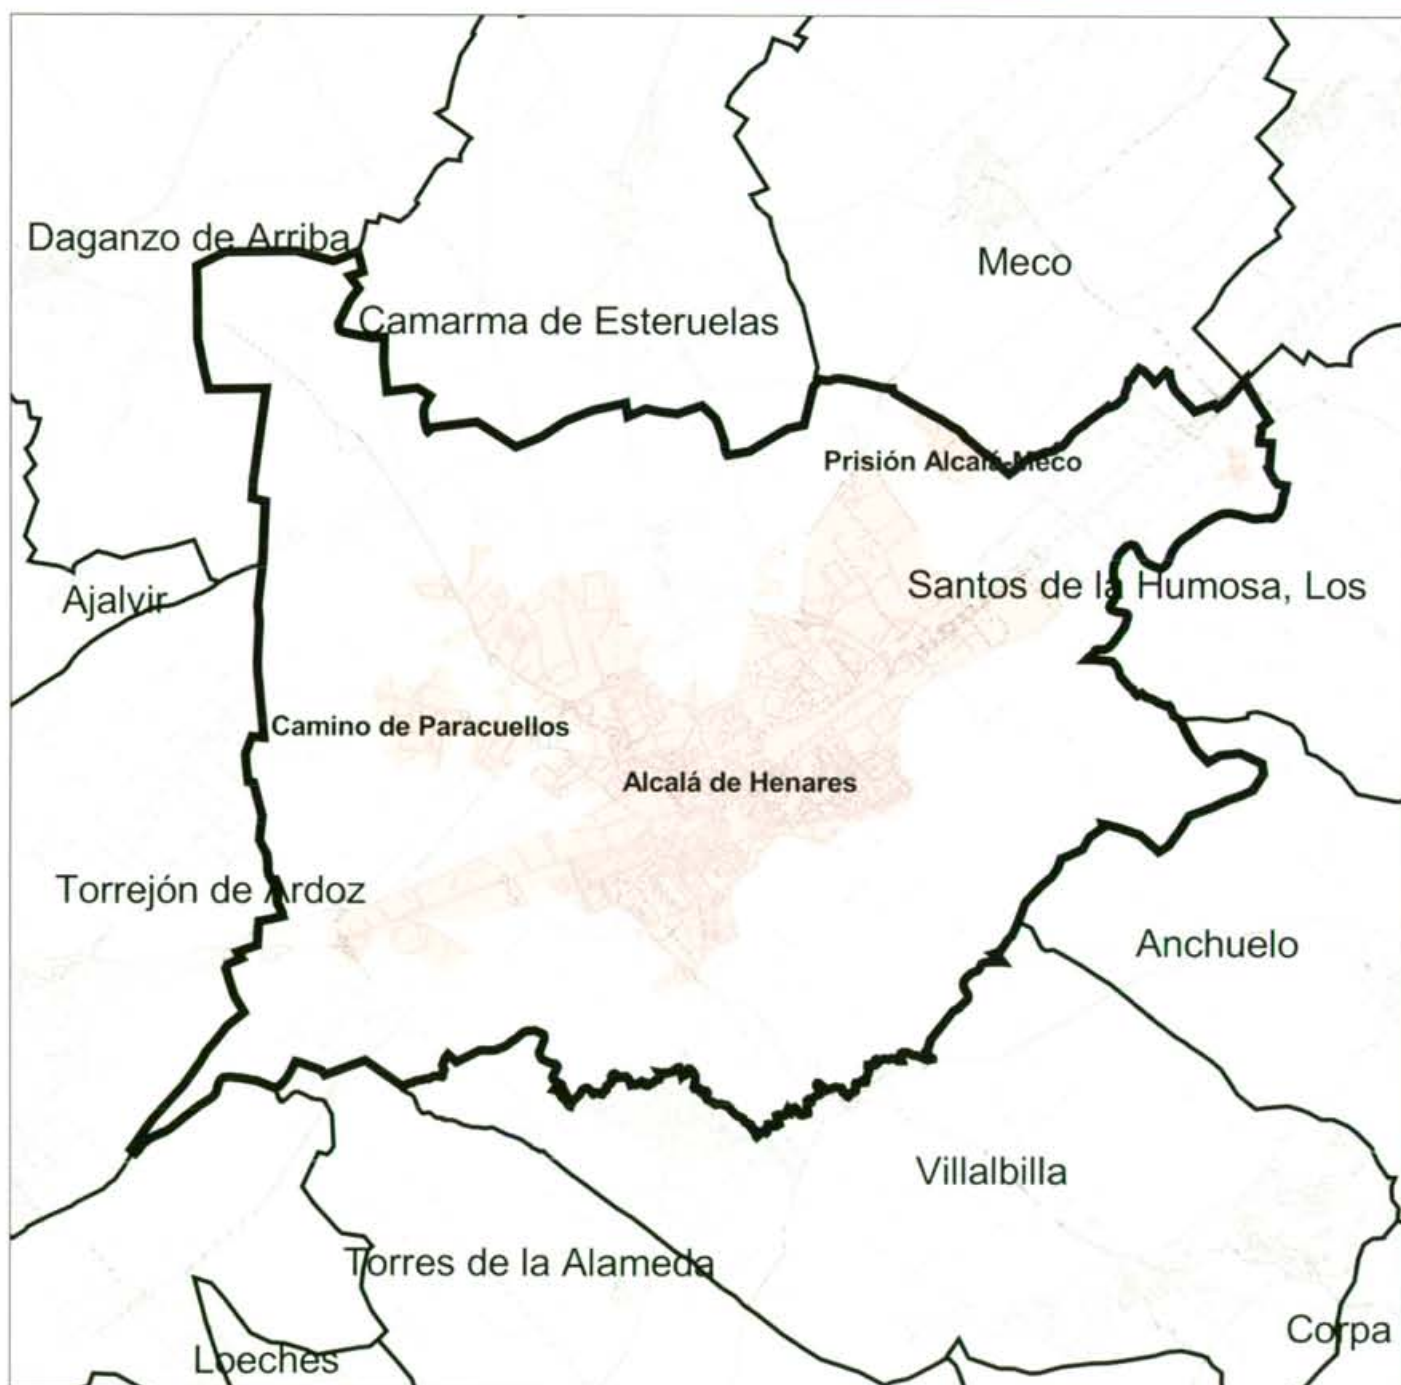 Daganzo de Arriba
Meco
Camarma de Esteruelas
Prisión Alcalá-Meco
Santos de la Humosa, Los
Ajalvir
Camino de Paracuellos
Alcalá de Henares
Torrejón de Ardoz
Anchuelo
Villalbilla
Torres de la Alameda
Corpa
Loeches